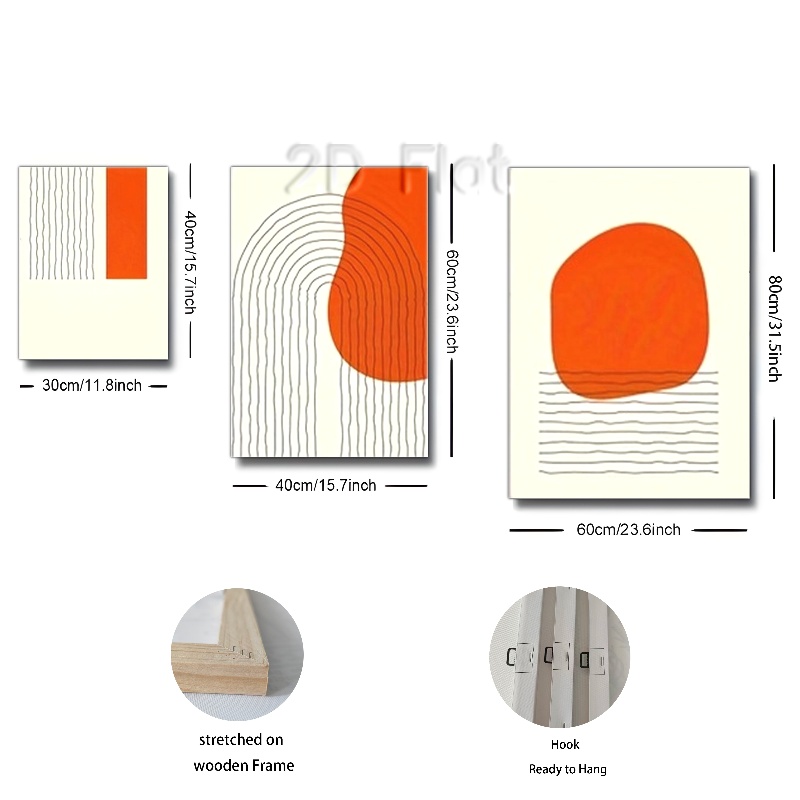 2D Flat
40cm/15.7inch
60cm/23.6inch
80cm/31.5inch
30cm/11.8inch
40cm/15.7inch
60cm/23.6inch
stretched on
wooden Frame
Hook
Ready to Hang